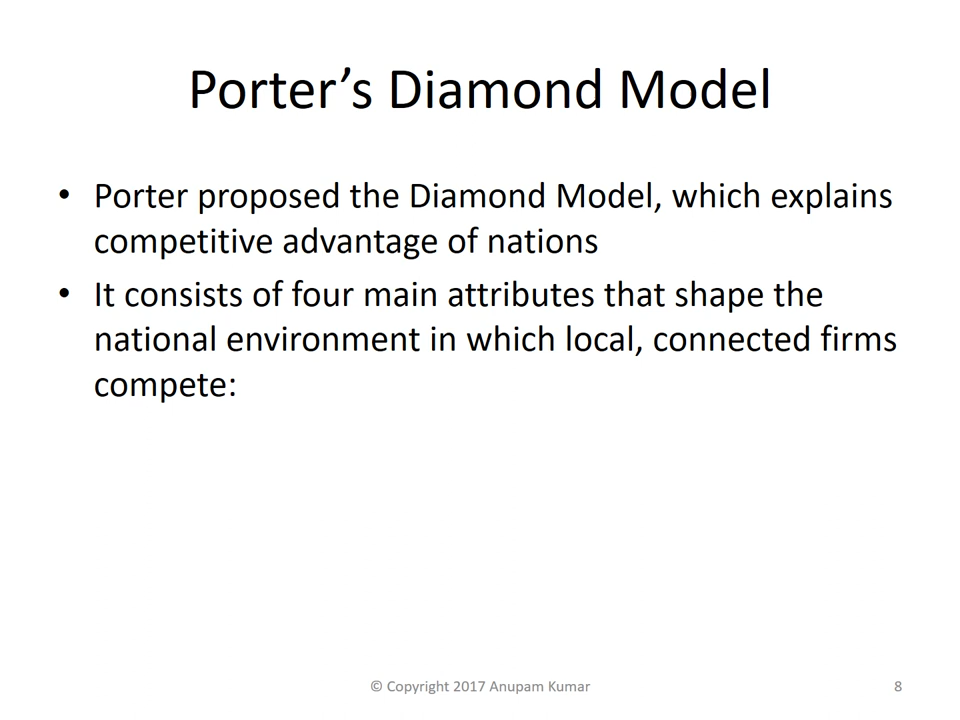 Porter’s Diamond Model
• Porter proposed the Diamond Model, which explains
competitive advantage of nations
• It consists of four main attributes that shape the
national environment in which local, connected firms
compete:
© Copyright 2017 Anupam Kumar
8